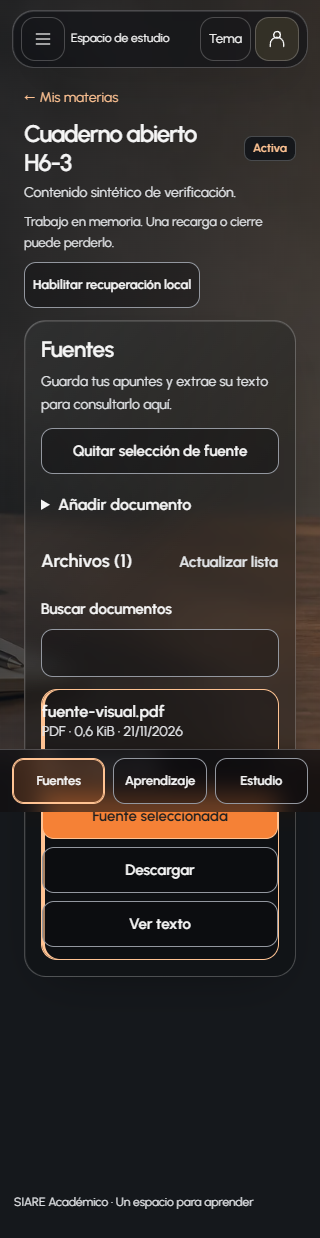 Espacio de estudio
Tema
← Mis materias
Cuaderno abierto
H6-3
Activa
Contenido sintético de verificación.
Trabajo en memoria. Una recarga o cierre
puede perderlo.
Habilitar recuperación local
Fuentes
Guarda tus apuntes y extrae su texto
para consultarlo aquí.
Quitar selección de fuente
▶ Añadir documento
Archivos (1)
Actualizar lista
Buscar documentos
fuente-visual.pdf
PDF · 0,6 KiB · 21/11/2026
Fuentes
Aprendizaje
Estudio
Fuente seleccionada
Descargar
Ver texto
SIARE Académico · Un espacio para aprender